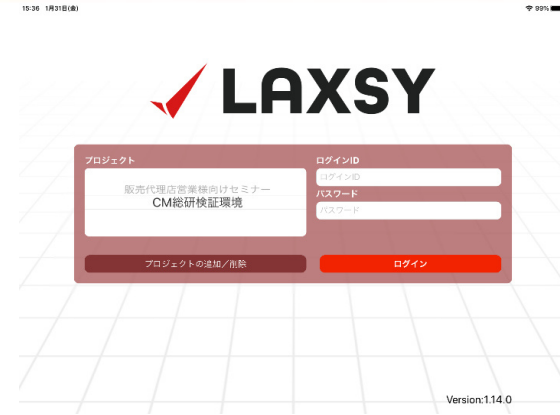 15:36 1月31日(金)
99%
LAXSY
プロジェクト
販売代理店営業様向けセミナー
CM総研検証環境
プロジェクトの追加／削除
ログインID
ログインID
パスワード
パスワード
ログイン
Version:1.14.0